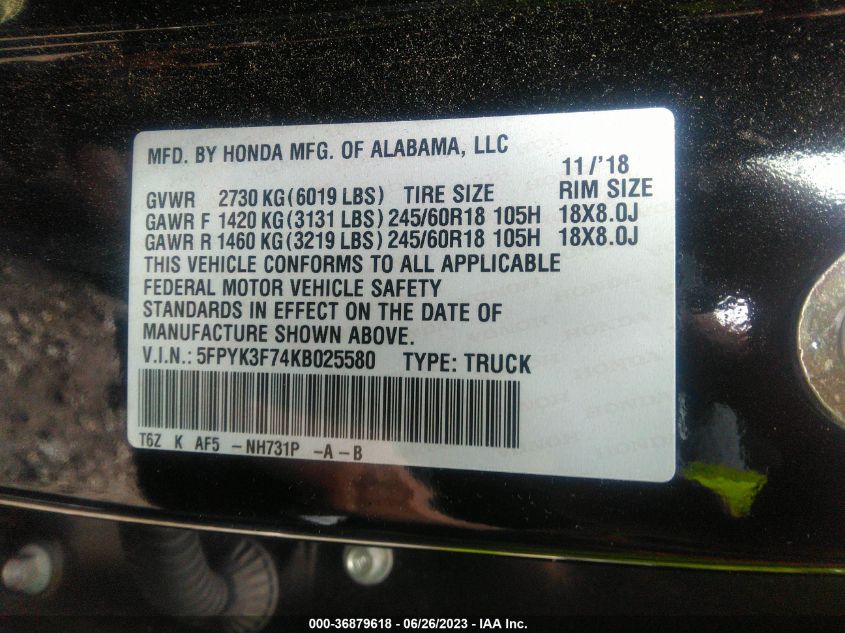 MFD. BY HONDA MFG. OF ALABAMA, LLC
11/'18
GVWR 2730 KG (6019 LBS) TIRE SIZE RIM SIZE
GAWR F 1420 KG (3131 LBS) 245/60R18 105H 18X8.0J
GAWR R 1460 KG (3219 LBS) 245/60R18 105H 18X8.0J
THIS VEHICLE CONFORMS TO ALL APPLICABLE
FEDERAL MOTOR VEHICLE SAFETY
STANDARDS IN EFFECT ON THE DATE OF
MANUFACTURE SHOWN ABOVE.
V.I.N.: 5FPYK3F74KB025580 TYPE: TRUCK
T6Z K AF5 -NH731P -A-B
000-36879618 - 06/26/2023 - IAA Inc.